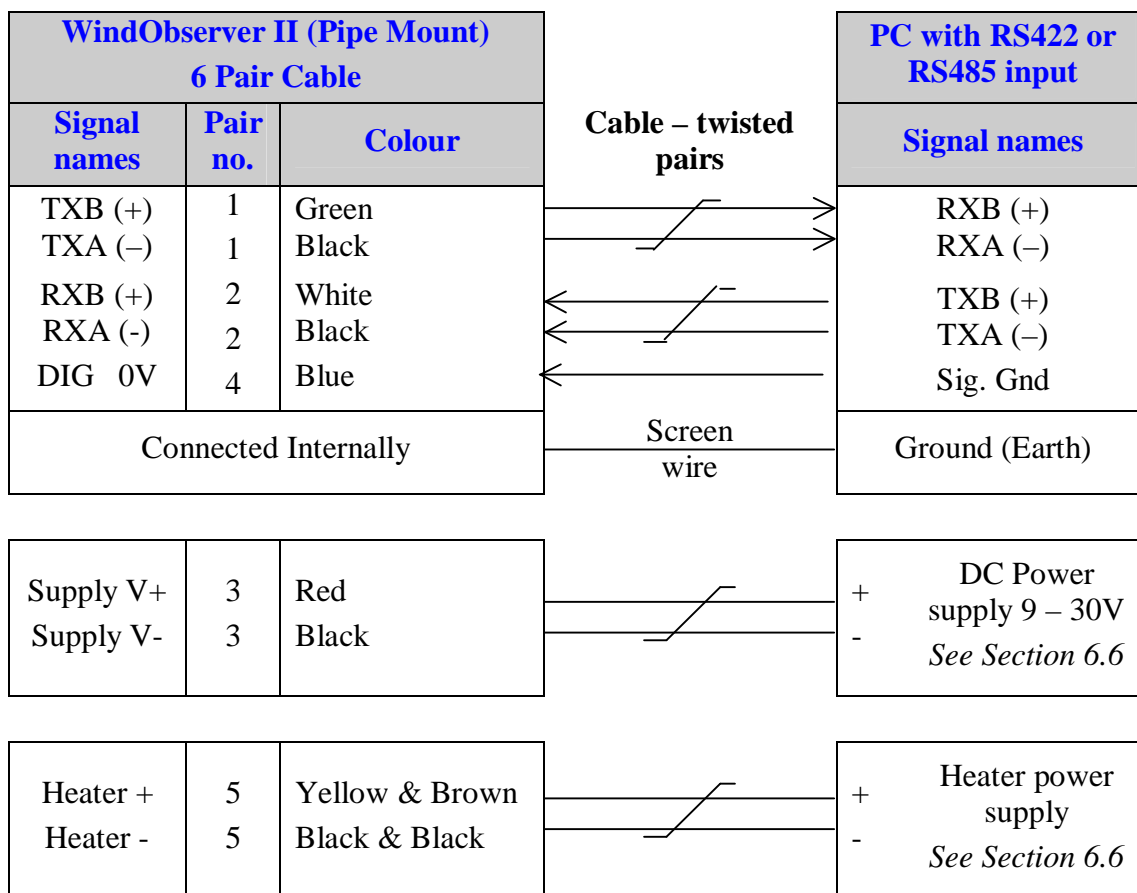 WindObserver II (Pipe Mount)
6 Pair Cable
PC with RS422 or
RS485 input
Signal
names
Pair
no.
Colour
Cable – twisted
pairs
Signal names
TXB (+) 1 Green RXB (+)
TXA (–) 1 Black RXA (–)
RXB (+) 2 White TXB (+)
RXA (-) 2 Black TXA (–)
DIG 0V 4 Blue Sig. Gnd
Connected Internally
Screen
wire
Ground (Earth)
Supply V+ 3 Red
Supply V- 3 Black
+
-
DC Power
supply 9 – 30V
See Section 6.6
Heater + 5 Yellow & Brown
Heater - 5 Black & Black
+
-
Heater power
supply
See Section 6.6